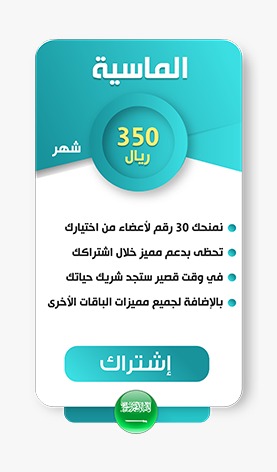 الماسية
350
ريال
شهر
نمنحك 30 رقم لأعضاء من اختيارك
تحظى بدعم مميز خلال اشتراكك
في وقت قصير ستجد شريك حياتك
بالإضافة لجميع مميزات الباقات الأخرى
إشتراك